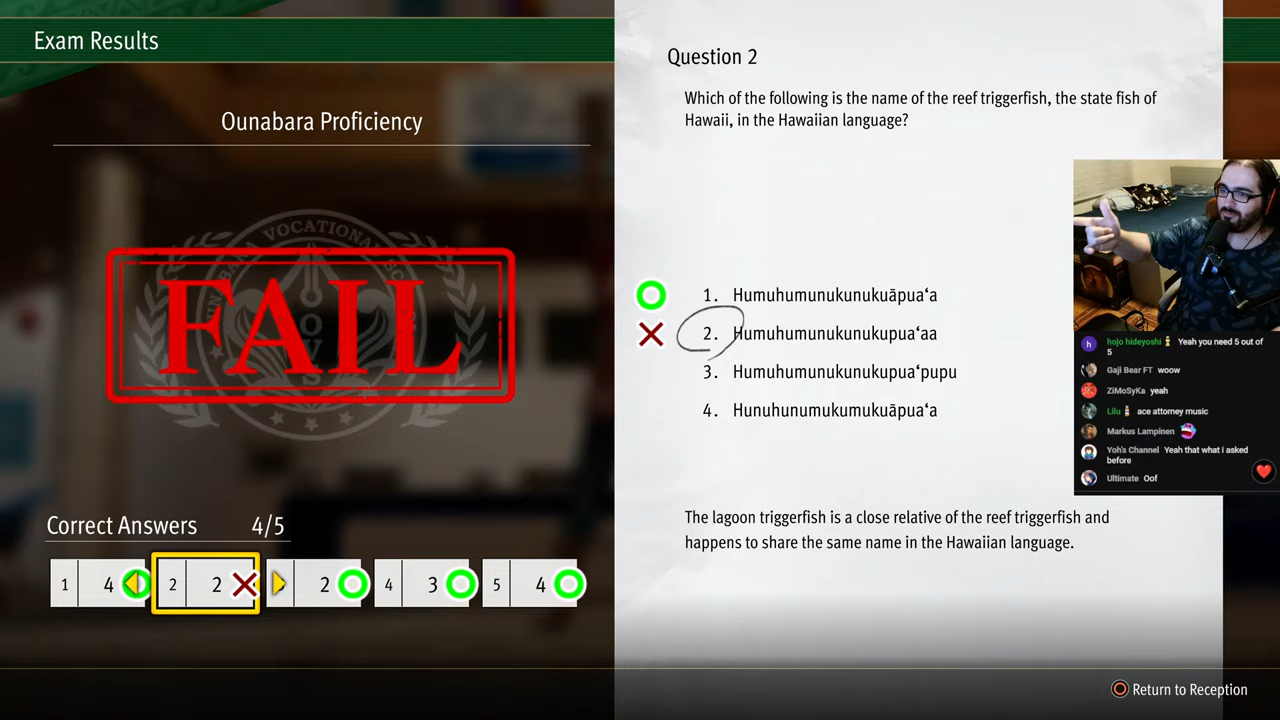 Exam Results
Ounabara Proficiency
VOCATIONAL SC
FAIL
Correct Answers 4/5
1 4
2 2
2
4 3
5 4
Question 2
Which of the following is the name of the reef triggerfish, the state fish of
Hawaii, in the Hawaiian language?
1. Humuhumunukunukuāpuaʻa
2. Humuhumunukunukupuaʻaa
3. Humuhumunukunukupuaʻpupu
4. Hunuhunumukumukuāpuaʻa
The lagoon triggerfish is a close relative of the reef triggerfish and
happens to share the same name in the Hawaiian language.
h hojo hideyoshi Yeah you need 5 out of
5
Gaji Bear FT woow
ZiMoSyKa yeah
Lilu ace attorney music
Markus Lampinen
Yoh's Channel Yeah that what i asked
before
Ultimate Oof
Return to Reception